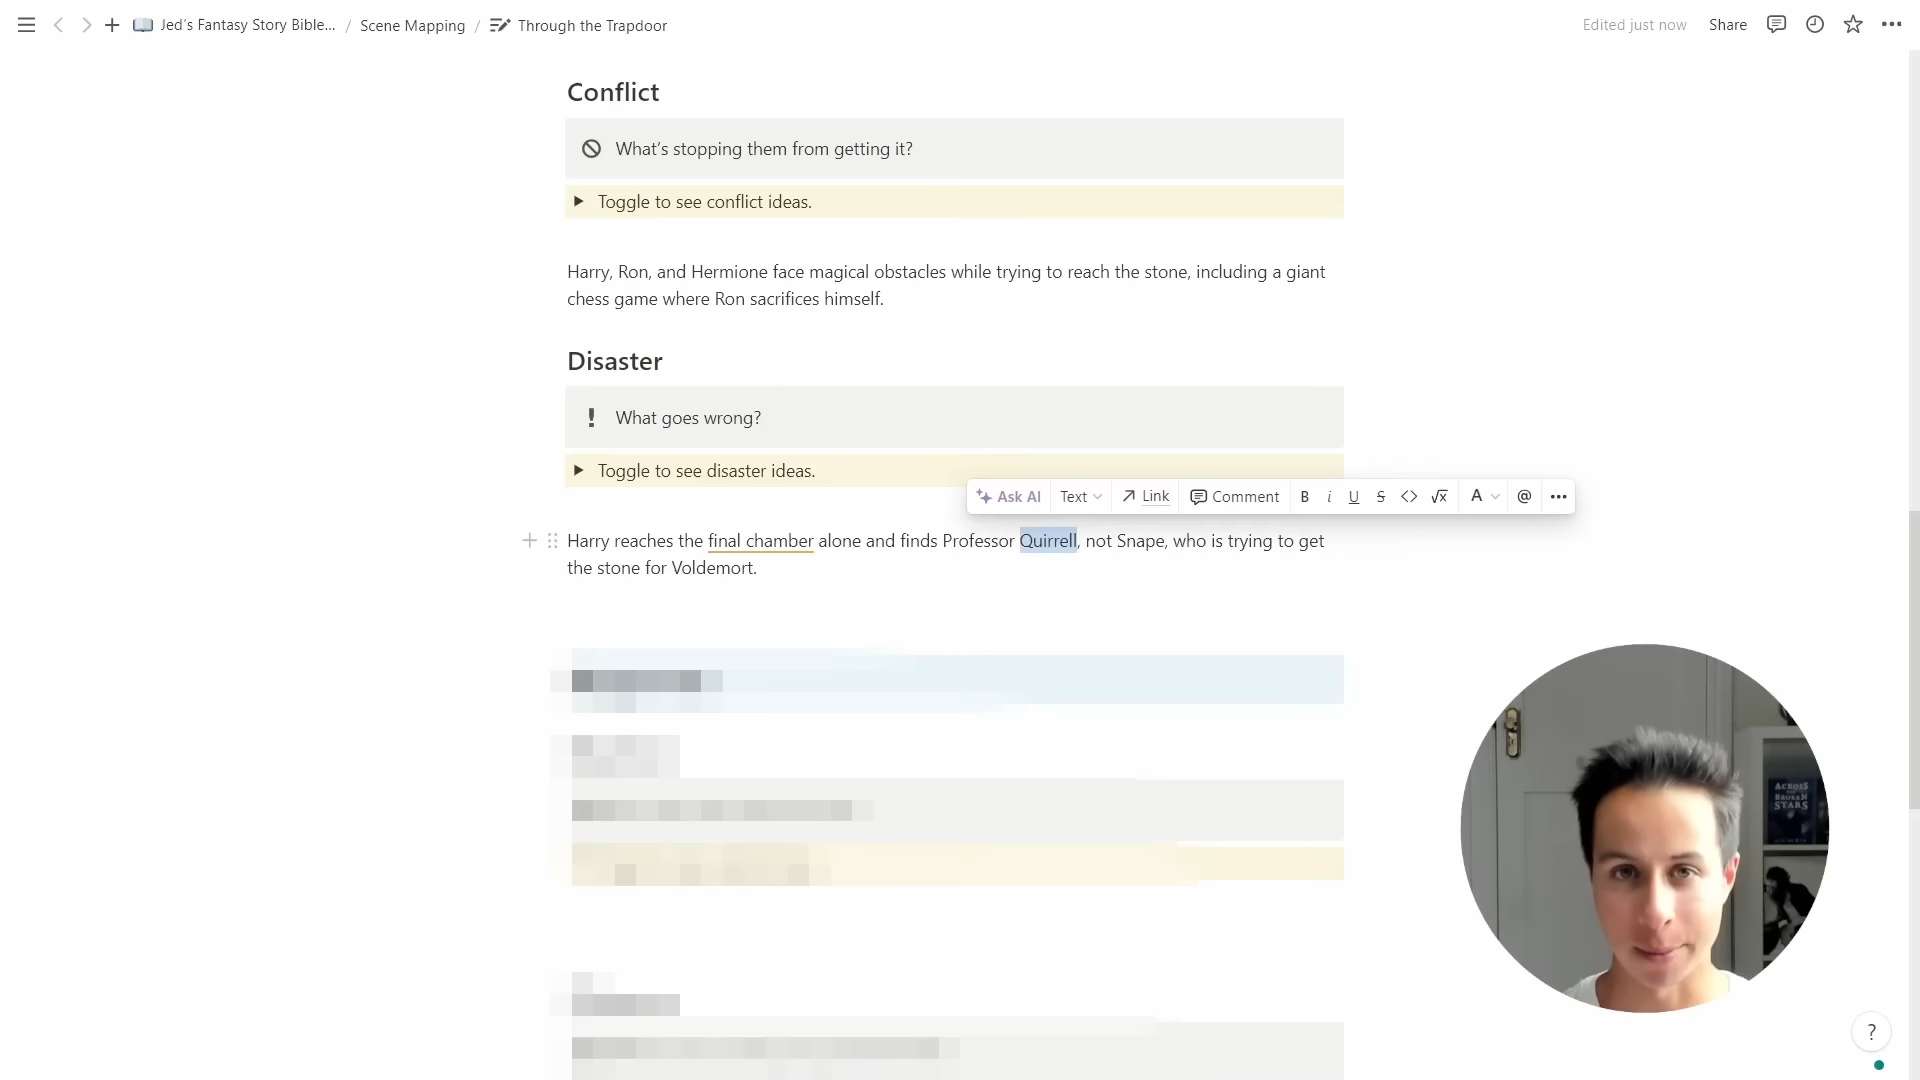 Jed's Fantasy Story Bible... / Scene Mapping / Through the Trapdoor
Edited just now Share
Conflict
What's stopping them from getting it?
Toggle to see conflict ideas.
Harry, Ron, and Hermione face magical obstacles while trying to reach the stone, including a giant
chess game where Ron sacrifices himself.
Disaster
What goes wrong?
Toggle to see disaster ideas.
Ask AI Text Link Comment B i U S <> √x A @ •••
Harry reaches the final chamber alone and finds Professor Quirrell, not Snape, who is trying to get
the stone for Voldemort.
ACROSS
THE
BROKEN
STARS
?